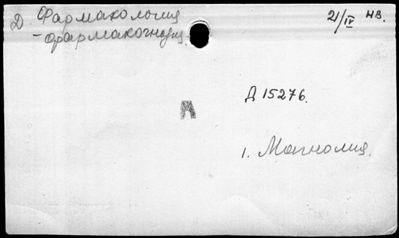 Д Фармакология 21/IV НВ.
-фармакогнозия.
Д 15276.
А
1. Магнолия.